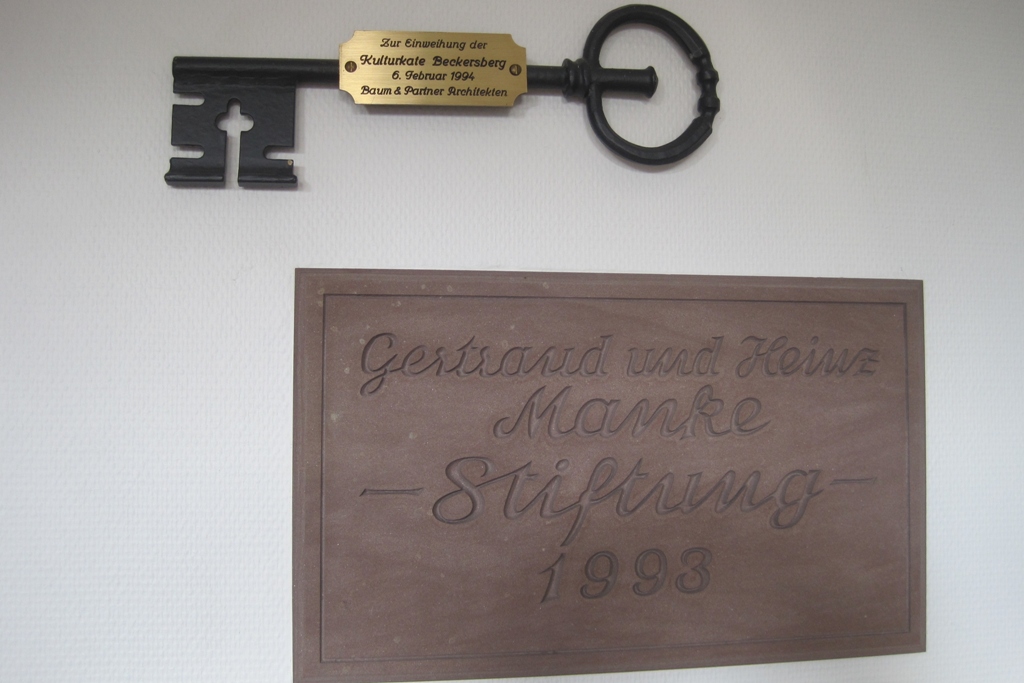 Zur Einweihung der
Kulturkate Beckersberg
6. Februar 1994
Baum & Partner Architekten
Gertraud und Heinz
Manke
- Stiftung -
1993